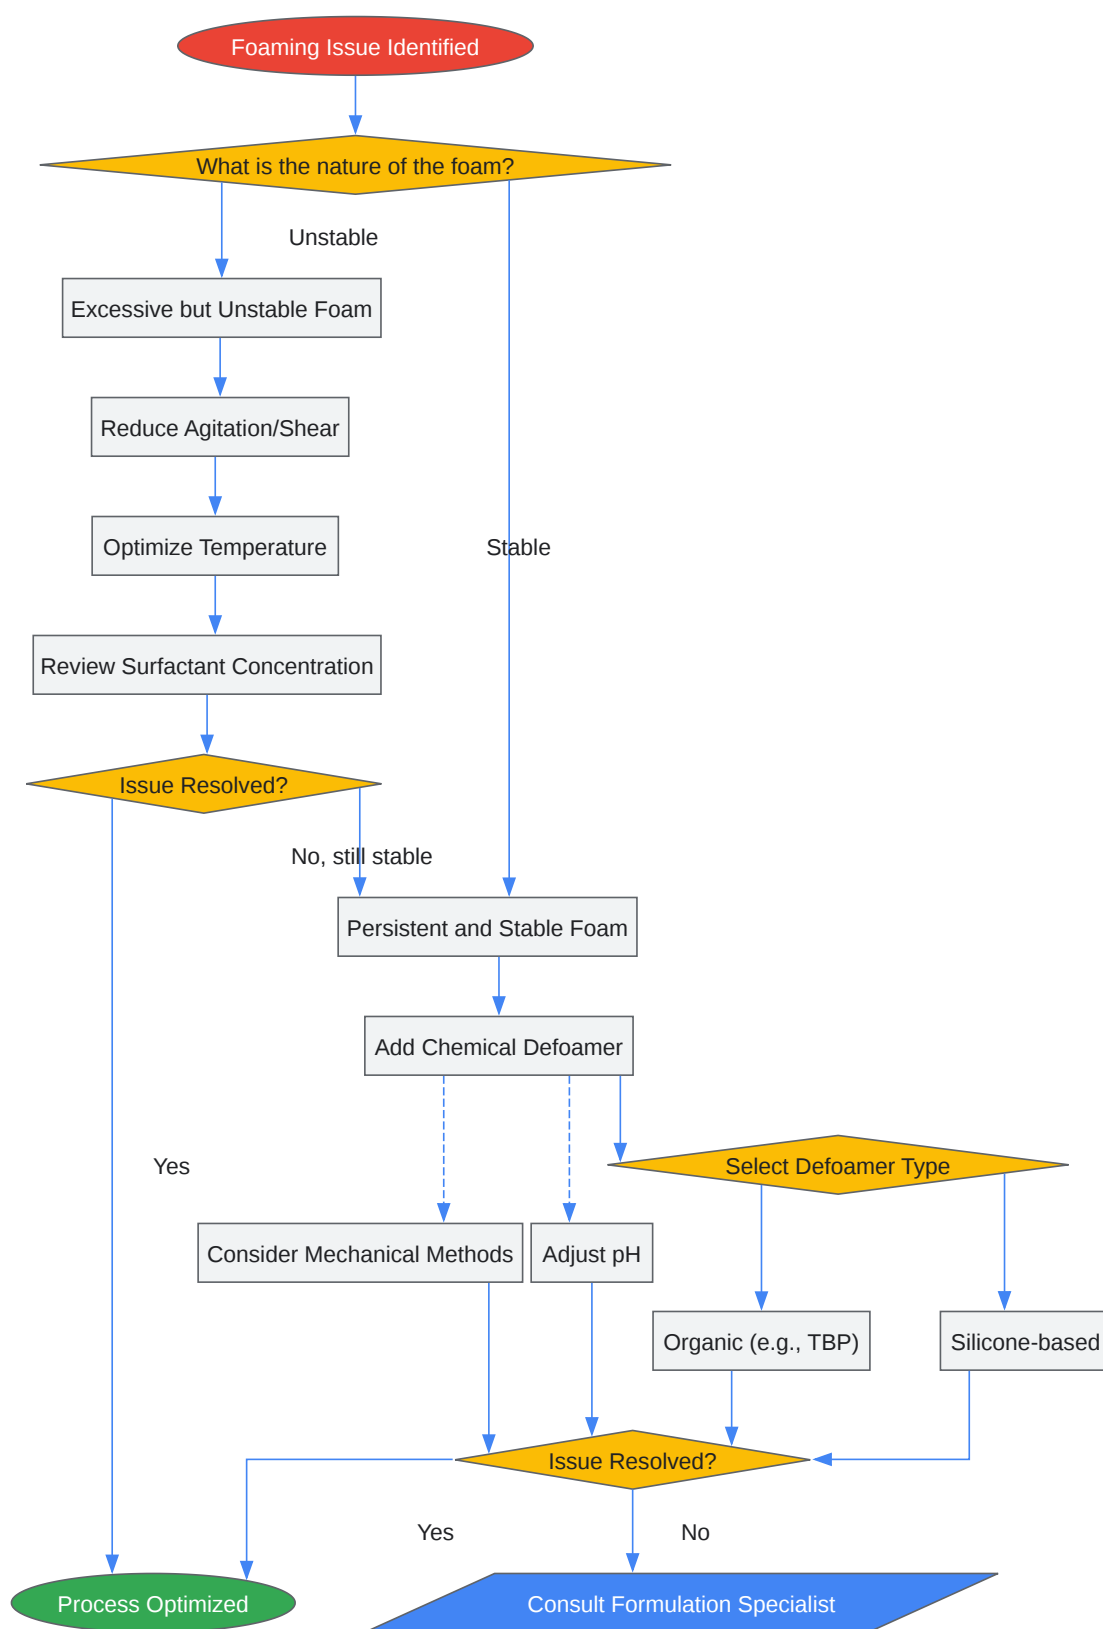 Foaming Issue Identified
What is the nature of the foam?
Unstable
Excessive but Unstable Foam
Reduce Agitation/Shear
Optimize Temperature
Stable
Review Surfactant Concentration
Issue Resolved?
No, still stable
Persistent and Stable Foam
Add Chemical Defoamer
Yes
Select Defoamer Type
Consider Mechanical Methods
Adjust pH
Organic (e.g., TBP)
Silicone-based
Issue Resolved?
Yes
No
Process Optimized
Consult Formulation Specialist